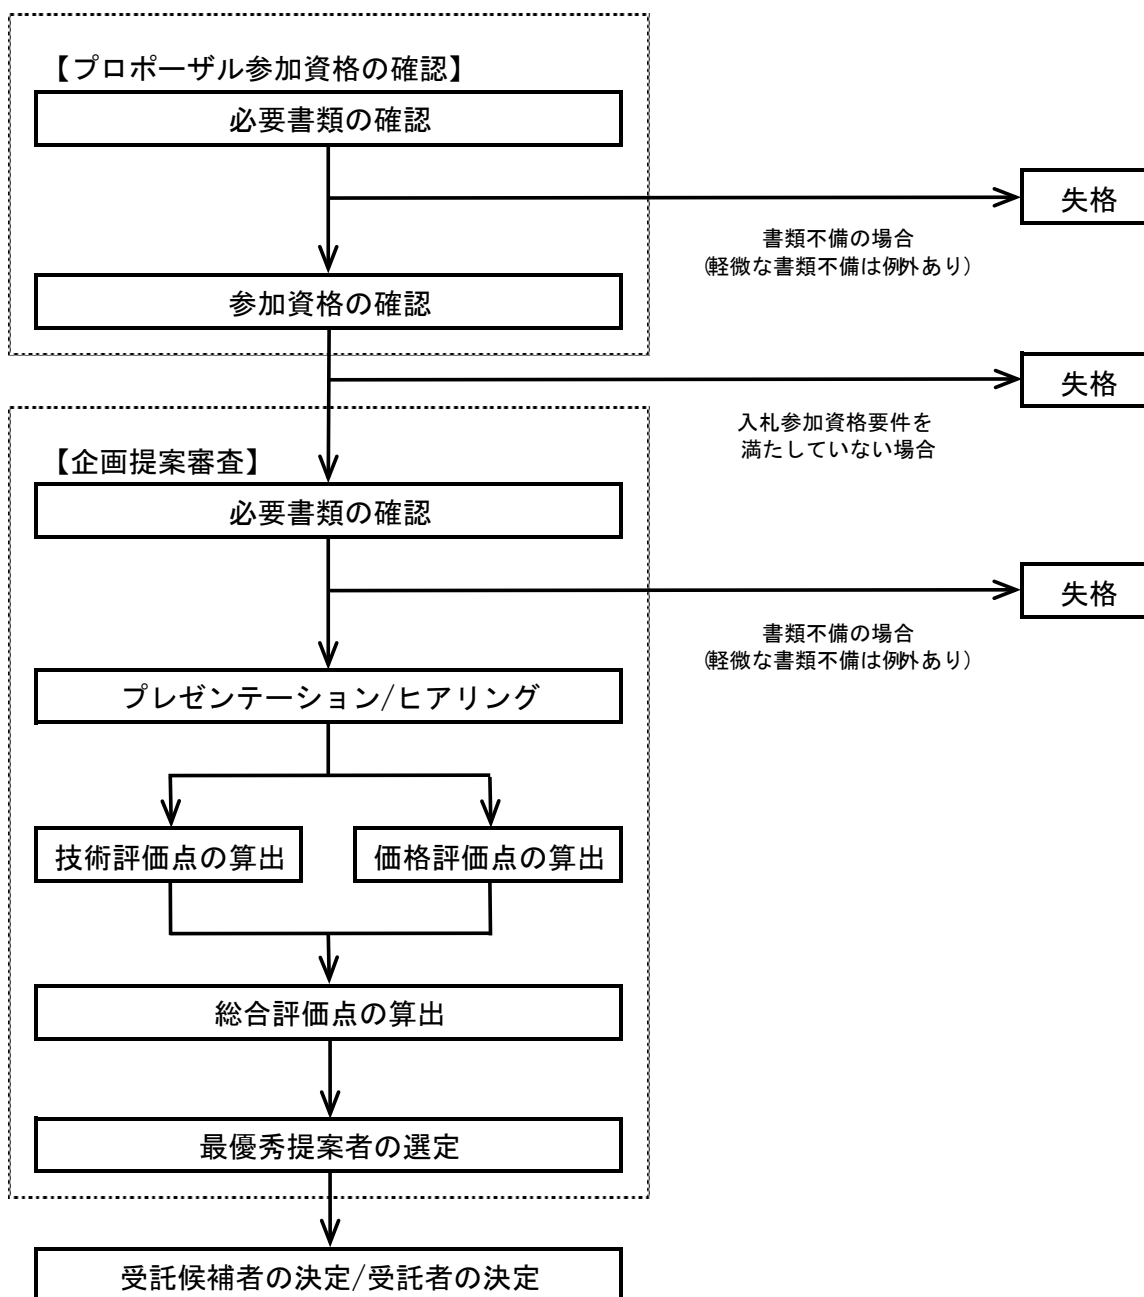 【プロポーザル参加資格の確認】
必要書類の確認
失格
書類不備の場合
(軽微な書類不備は例外あり)
参加資格の確認
失格
入札参加資格要件を
満たしていない場合
【企画提案審査】
必要書類の確認
失格
書類不備の場合
(軽微な書類不備は例外あり)
プレゼンテーション/ヒアリング
技術評価点の算出
価格評価点の算出
総合評価点の算出
最優秀提案者の選定
受託候補者の決定/受託者の決定